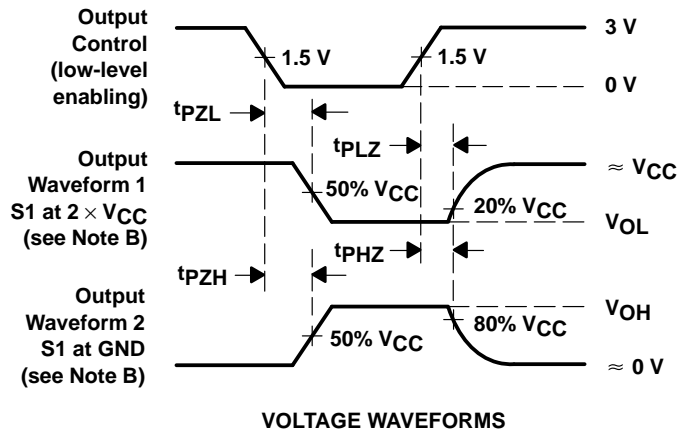 Output
Control
(low-level
enabling)
1.5 V
1.5 V
3 V
0 V
tPZL
tPLZ
Output
Waveform 1
S1 at 2 × VCC
(see Note B)
50% VCC
20% VCC
≈ VCC
VOL
tPZH
tPHZ
Output
Waveform 2
S1 at GND
(see Note B)
50% VCC
80% VCC
VOH
≈ 0 V
VOLTAGE WAVEFORMS